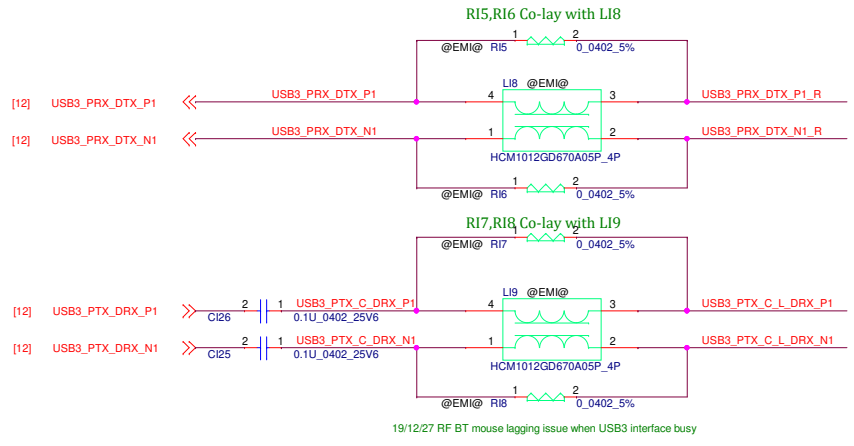 RI5,RI6 Co-lay with LI8
1 2
@EMI@ RI5 0_0402_5%
LI8 @EMI@
[12] USB3_PRX_DTX_P1 USB3_PRX_DTX_P1 4 3 USB3_PRX_DTX_P1_R
[12] USB3_PRX_DTX_N1 USB3_PRX_DTX_N1 1 2 USB3_PRX_DTX_N1_R
HCM1012GD670A05P_4P
1 2
@EMI@ RI6 0_0402_5%
RI7,RI8 Co-lay with LI9
1 2
@EMI@ RI7 0_0402_5%
LI9 @EMI@
[12] USB3_PTX_DRX_P1 2 1 USB3_PTX_C_DRX_P1 4 3 USB3_PTX_C_L_DRX_P1
CI26 0.1U_0402_25V6
[12] USB3_PTX_DRX_N1 2 1 USB3_PTX_C_DRX_N1 1 2 USB3_PTX_C_L_DRX_N1
CI25 0.1U_0402_25V6
HCM1012GD670A05P_4P
1 2
@EMI@ RI8 0_0402_5%
19/12/27 RF BT mouse lagging issue when USB3 interface busy